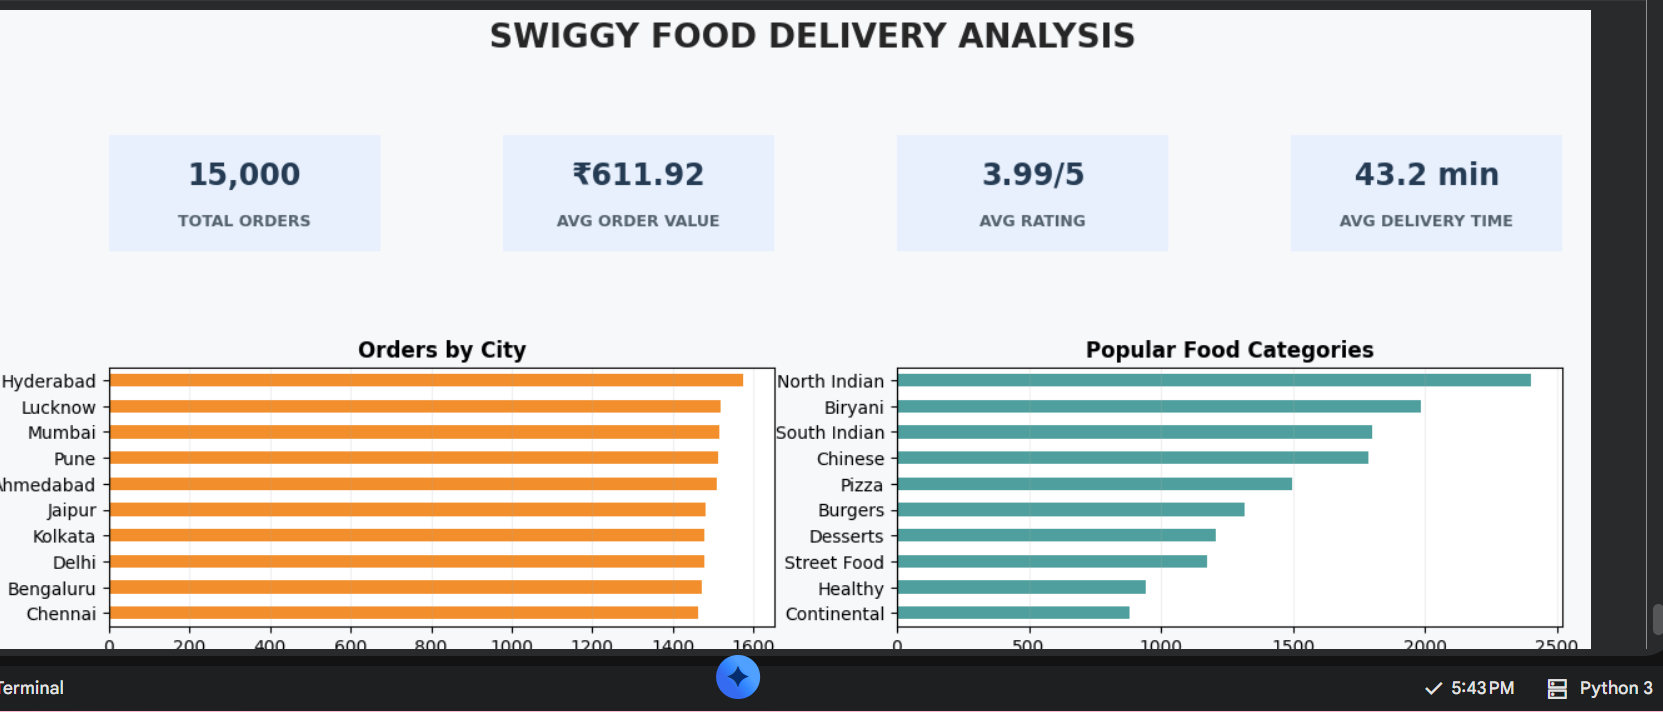 SWIGGY FOOD DELIVERY ANALYSIS
15,000
TOTAL ORDERS
₹611.92
AVG ORDER VALUE
3.99/5
AVG RATING
43.2 min
AVG DELIVERY TIME
Orders by City
Hyderabad
Lucknow
Mumbai
Pune
Ahmedabad
Jaipur
Kolkata
Delhi
Bengaluru
Chennai
0 200 400 600 800 1000 1200 1400 1600
Popular Food Categories
North Indian
Biryani
South Indian
Chinese
Pizza
Burgers
Desserts
Street Food
Healthy
Continental
0 500 1000 1500 2000 2500
Terminal
5:43 PM
Python 3